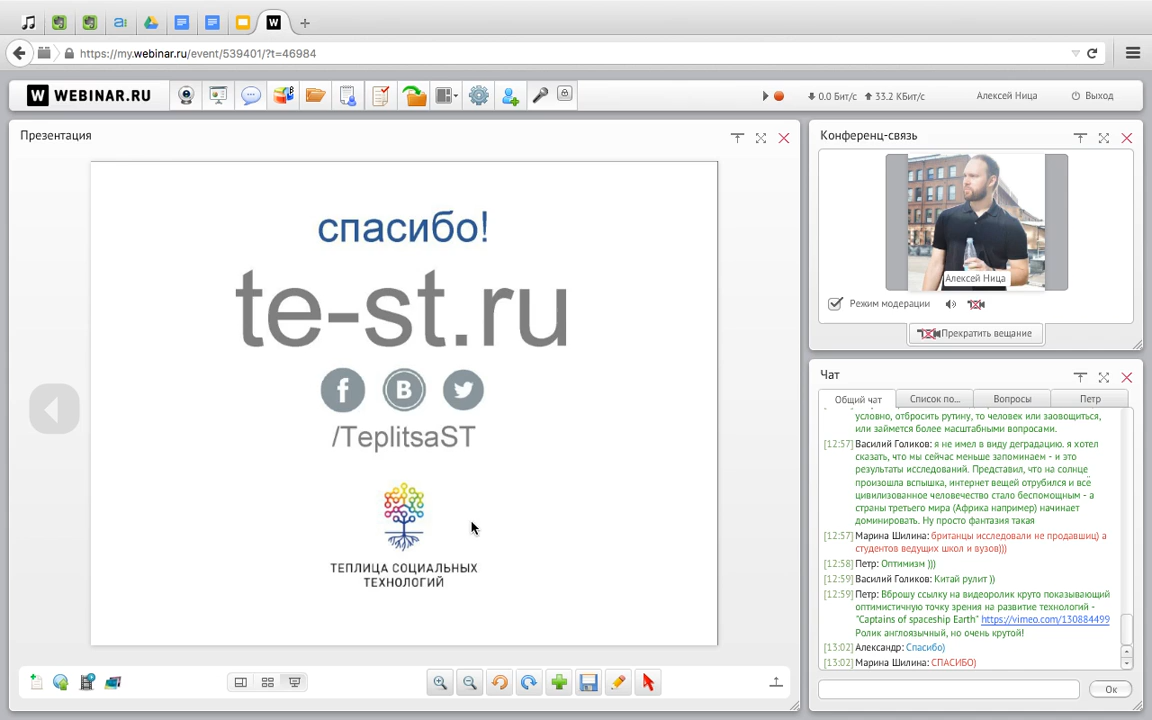 https://my.webinar.ru/event/539401/?t=46984
W WEBINAR.RU
0.0 Бит/с 33.2 КБит/с
Алексей Ница
Выход
Презентация
спасибо!
te-st.ru
/TeplitsaST
ТЕПЛИЦА СОЦИАЛЬНЫХ
ТЕХНОЛОГИЙ
Конференц-связь
Алексей Ница
Режим модерации
Прекратить вещание
Чат
Общий чат Список по... Вопросы Петр
условно, отбросить рутину, то человек или заовощиться,
или займется более масштабными вопросами.
[12:57] Василий Голиков: я не имел в виду деградацию. я хотел
сказать, что мы сейчас меньше запоминаем - и это
результаты исследований. Представил, что на солнце
произошла вспышка, интернет вещей отрубился и всё
цивилизованное человечество стало беспомощным - а
страны третьего мира (Африка например) начинает
доминировать. Ну просто фантазия такая
[12:57] Марина Шилина: британцы исследовали не продавшиц) а
студентов ведущих школ и вузов)))
[12:58] Петр: Оптимизм )))
[12:59] Василий Голиков: Китай рулит ))
[12:59] Петр: Вброшу ссылку на видеоролик круто показывающий
оптимистичную точку зрения на развитие технологий -
"Captains of spaceship Earth" https://vimeo.com/130884499
Ролик англоязычный, но очень крутой!
[13:02] Александр: Спасибо)
[13:02] Марина Шилина: СПАСИБО)
Ок